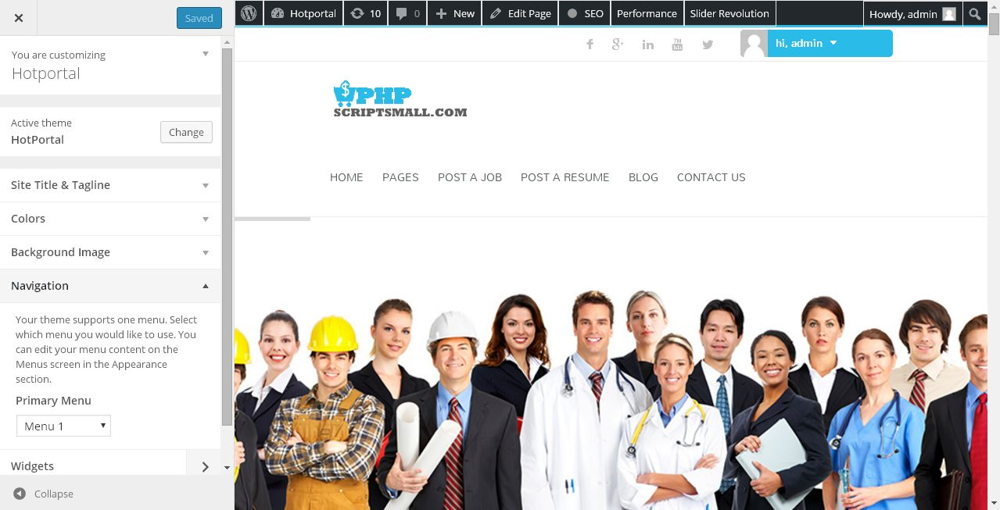 Saved
Hotportal
10
0
New
Edit Page
SEO
Performance
Slider Revolution
Howdy, admin
You are customizing
Hotportal
hi, admin
PHP
SCRIPTSMALL.COM
Active theme
HotPortal
Change
HOME PAGES POST A JOB POST A RESUME BLOG CONTACT US
Site Title & Tagline
Colors
Background Image
Navigation
Your theme supports one menu. Select
which menu you would like to use. You
can edit your menu content on the
Menus screen in the Appearance
section.
Primary Menu
Menu 1
Widgets
Collapse